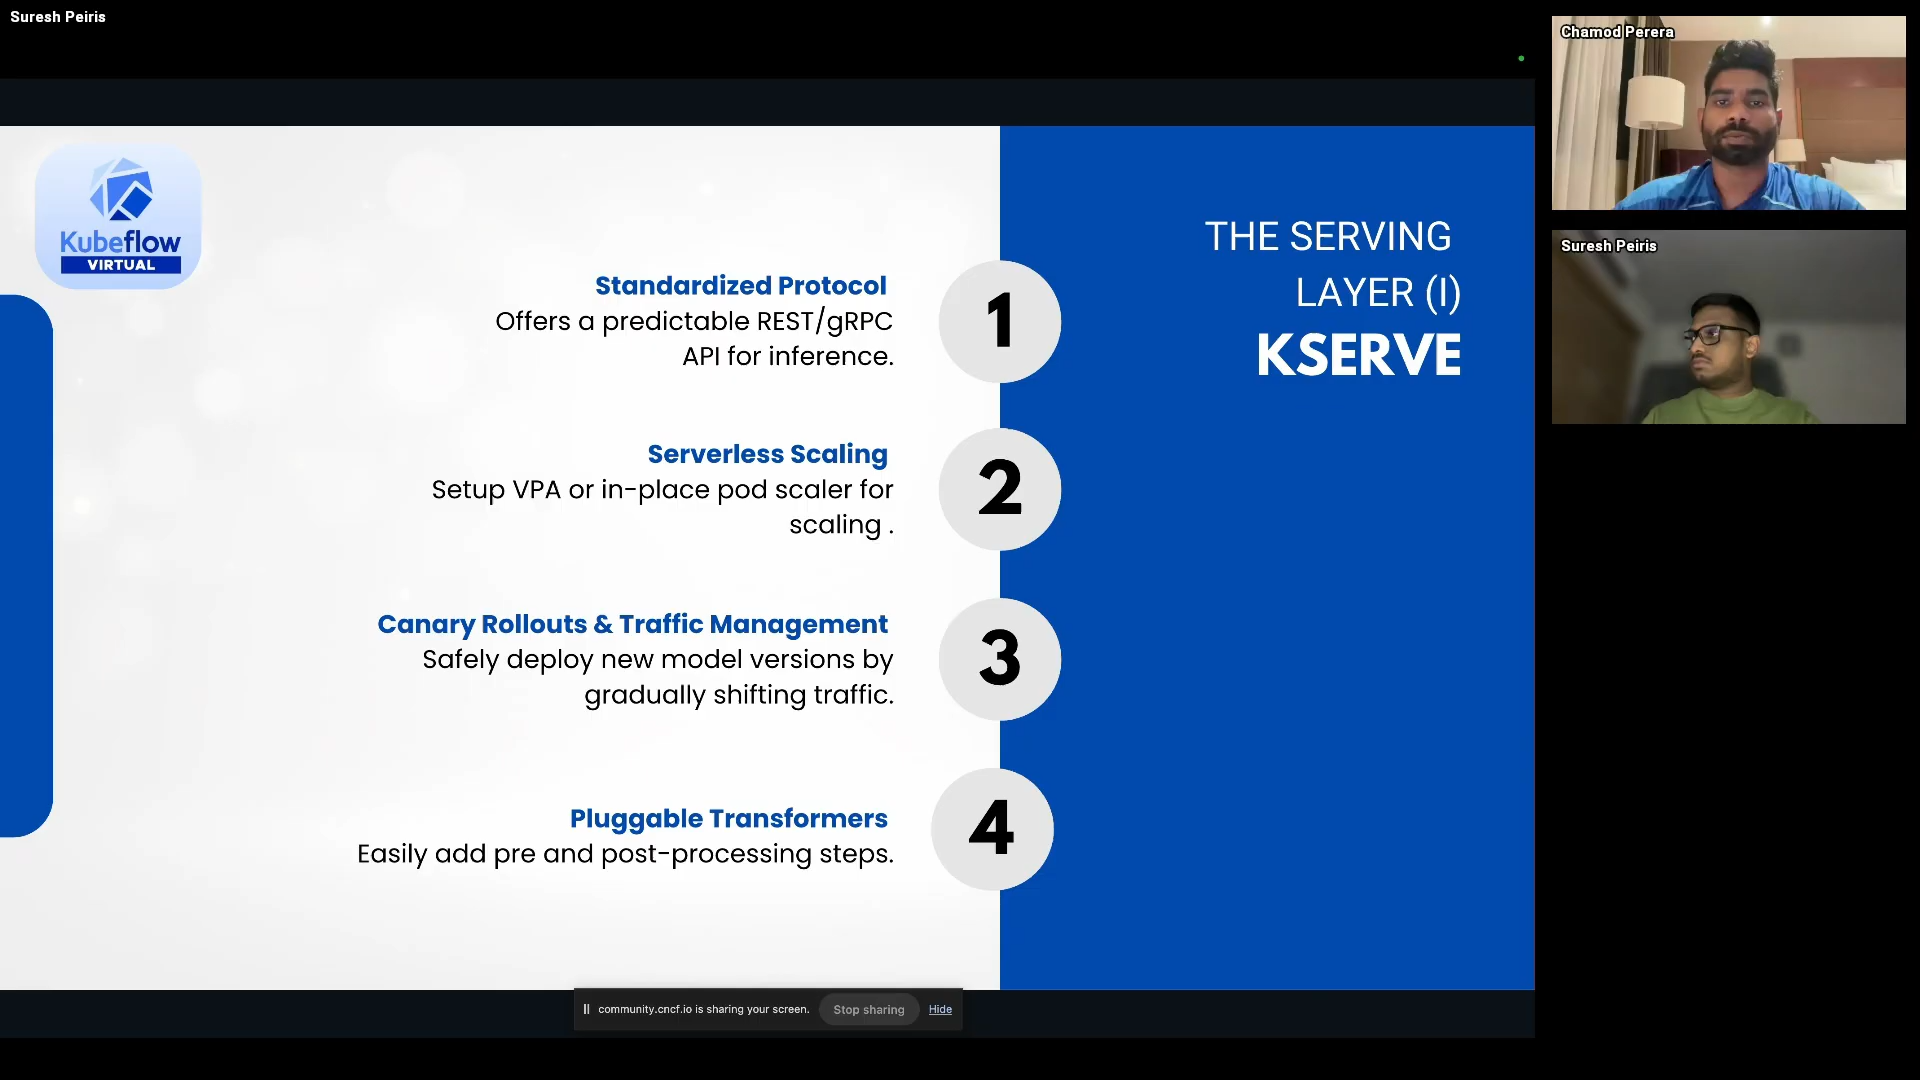 Suresh Peiris
Kubeflow
VIRTUAL
THE SERVING
LAYER (I)
KSERVE
Standardized Protocol
Offers a predictable REST/gRPC
API for inference.
1
Serverless Scaling
Setup VPA or in-place pod scaler for
scaling .
2
Canary Rollouts & Traffic Management
Safely deploy new model versions by
gradually shifting traffic.
3
Pluggable Transformers
Easily add pre and post-processing steps.
4
community.cncf.io is sharing your screen.
Stop sharing
Hide
Chamod Perera
Suresh Peiris